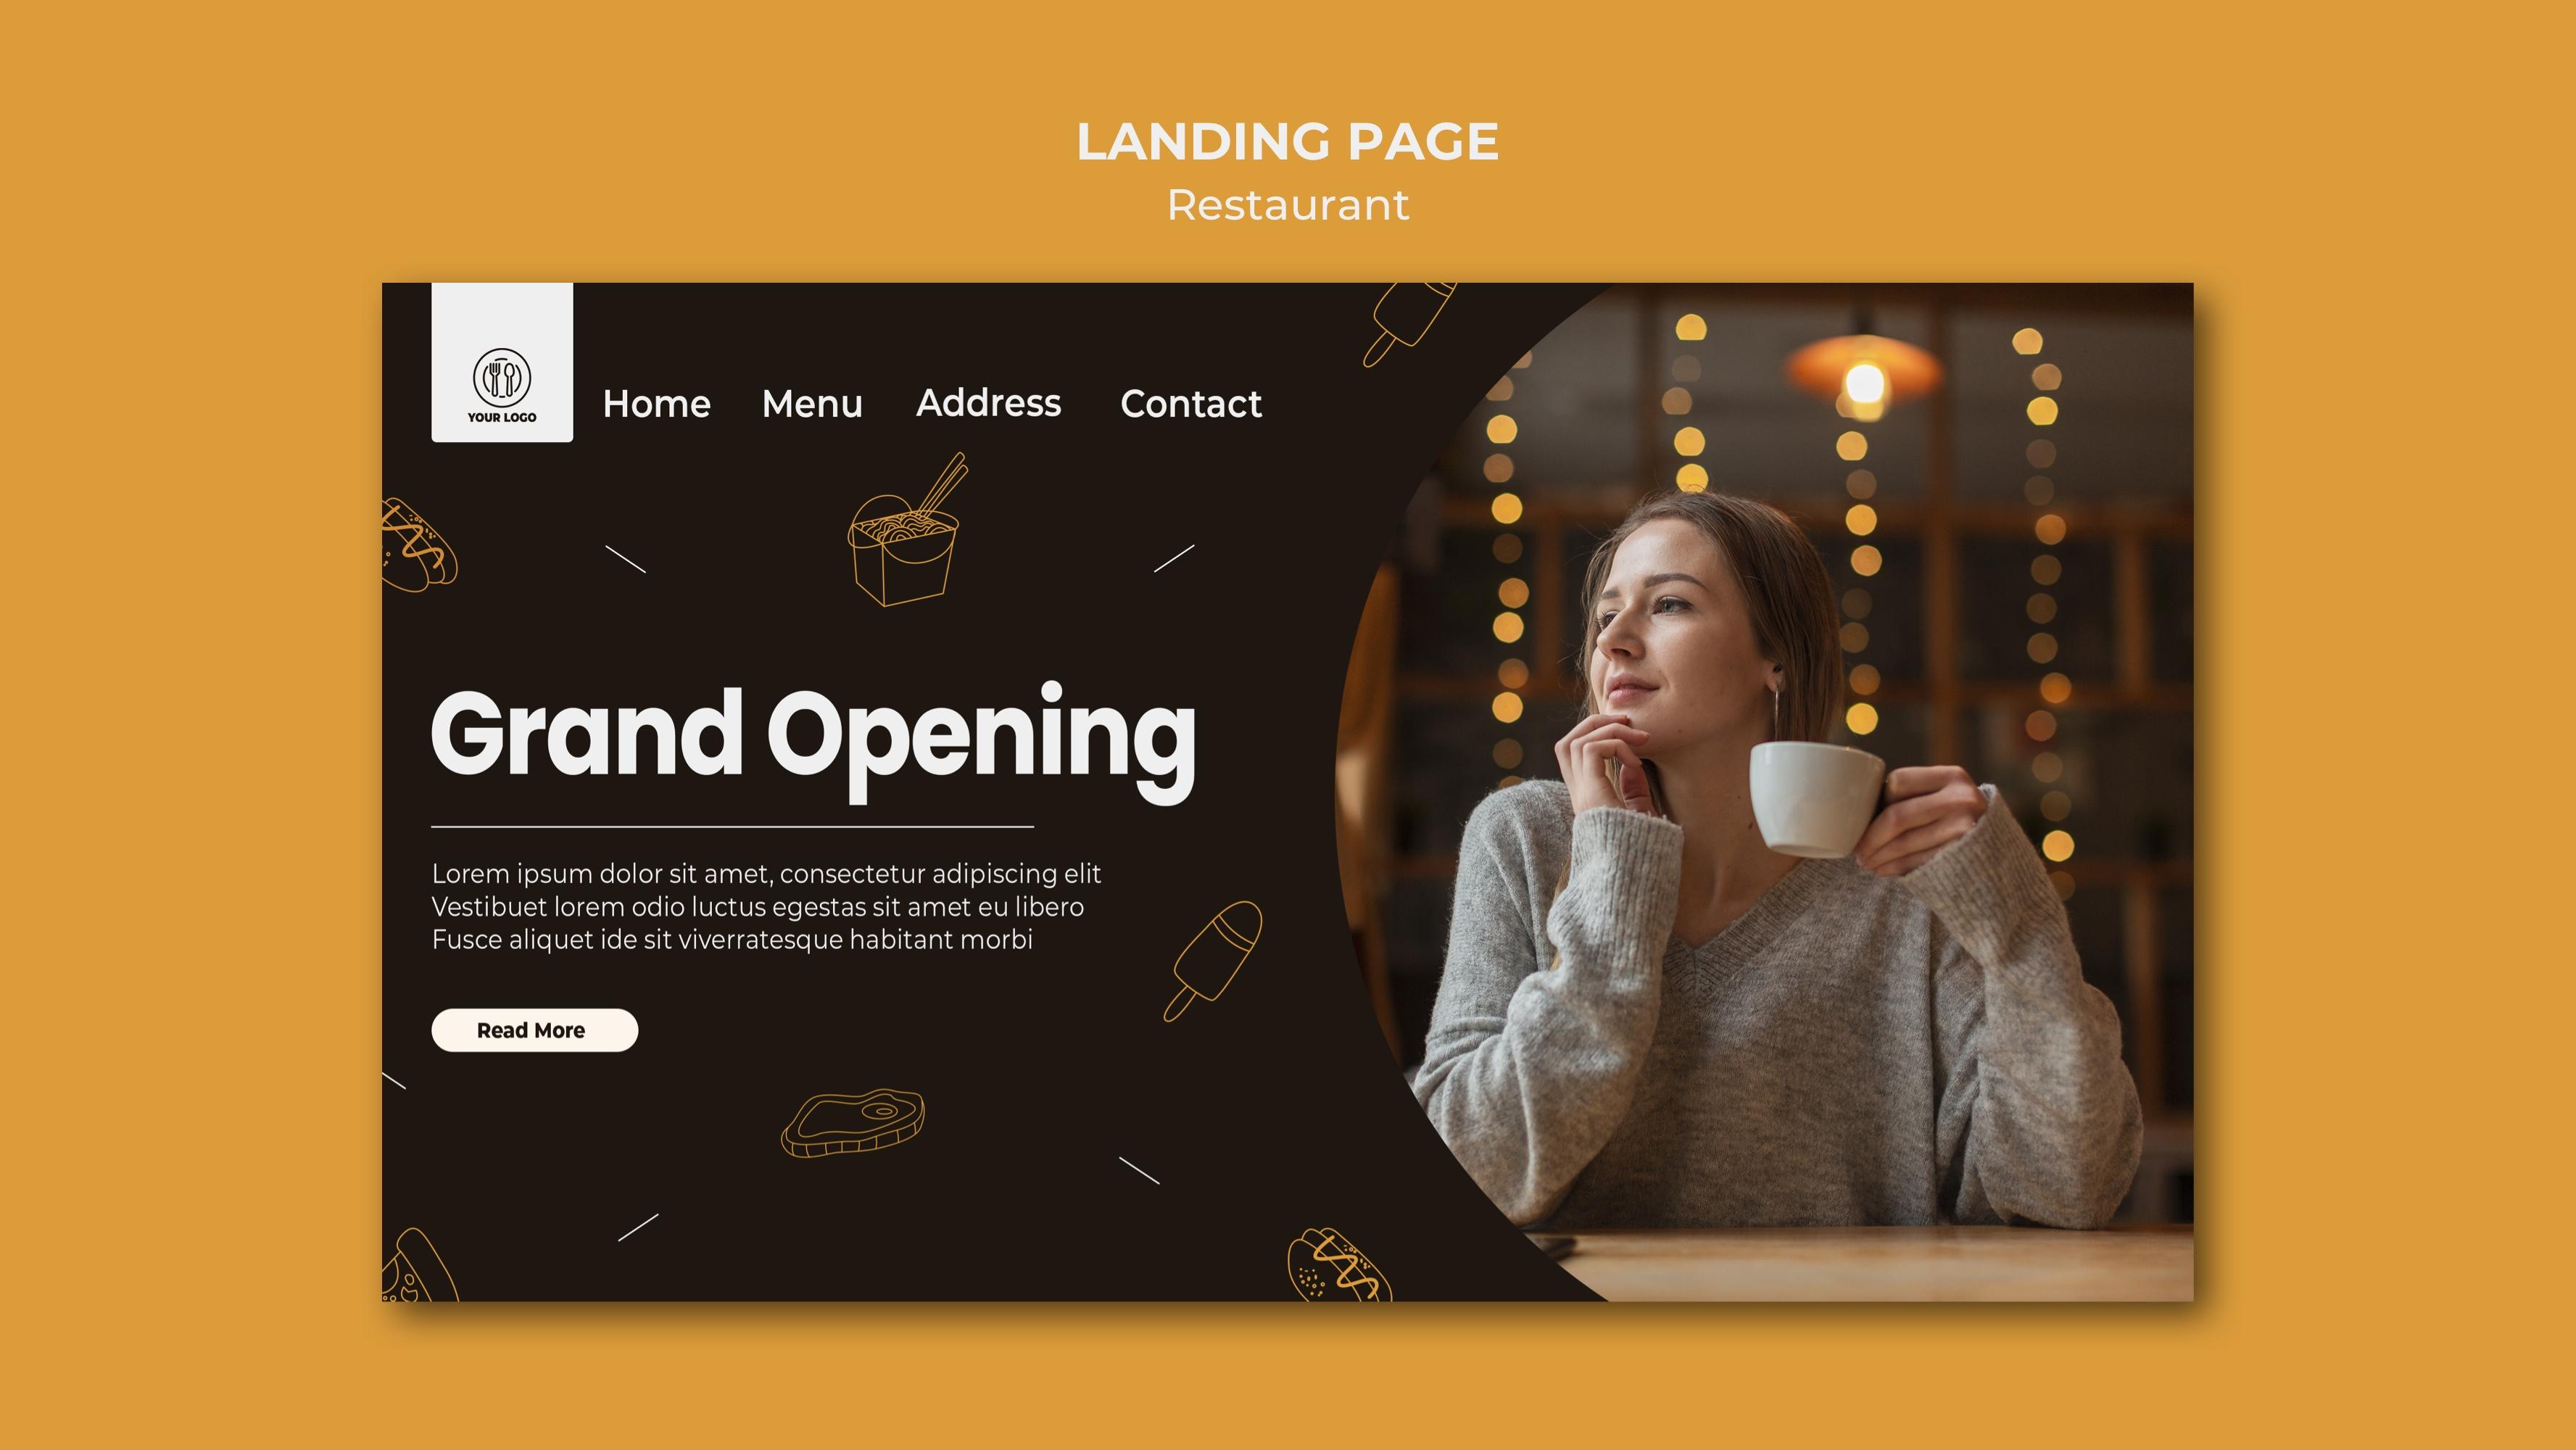 LANDING PAGE
Restaurant
YOUR LOGO
Home Menu Address Contact
Grand Opening
Lorem ipsum dolor sit amet, consectetur adipiscing elit
Vestibuet lorem odio luctus egestas sit amet eu libero
Fusce aliquet ide sit viverratesque habitant morbi
Read More